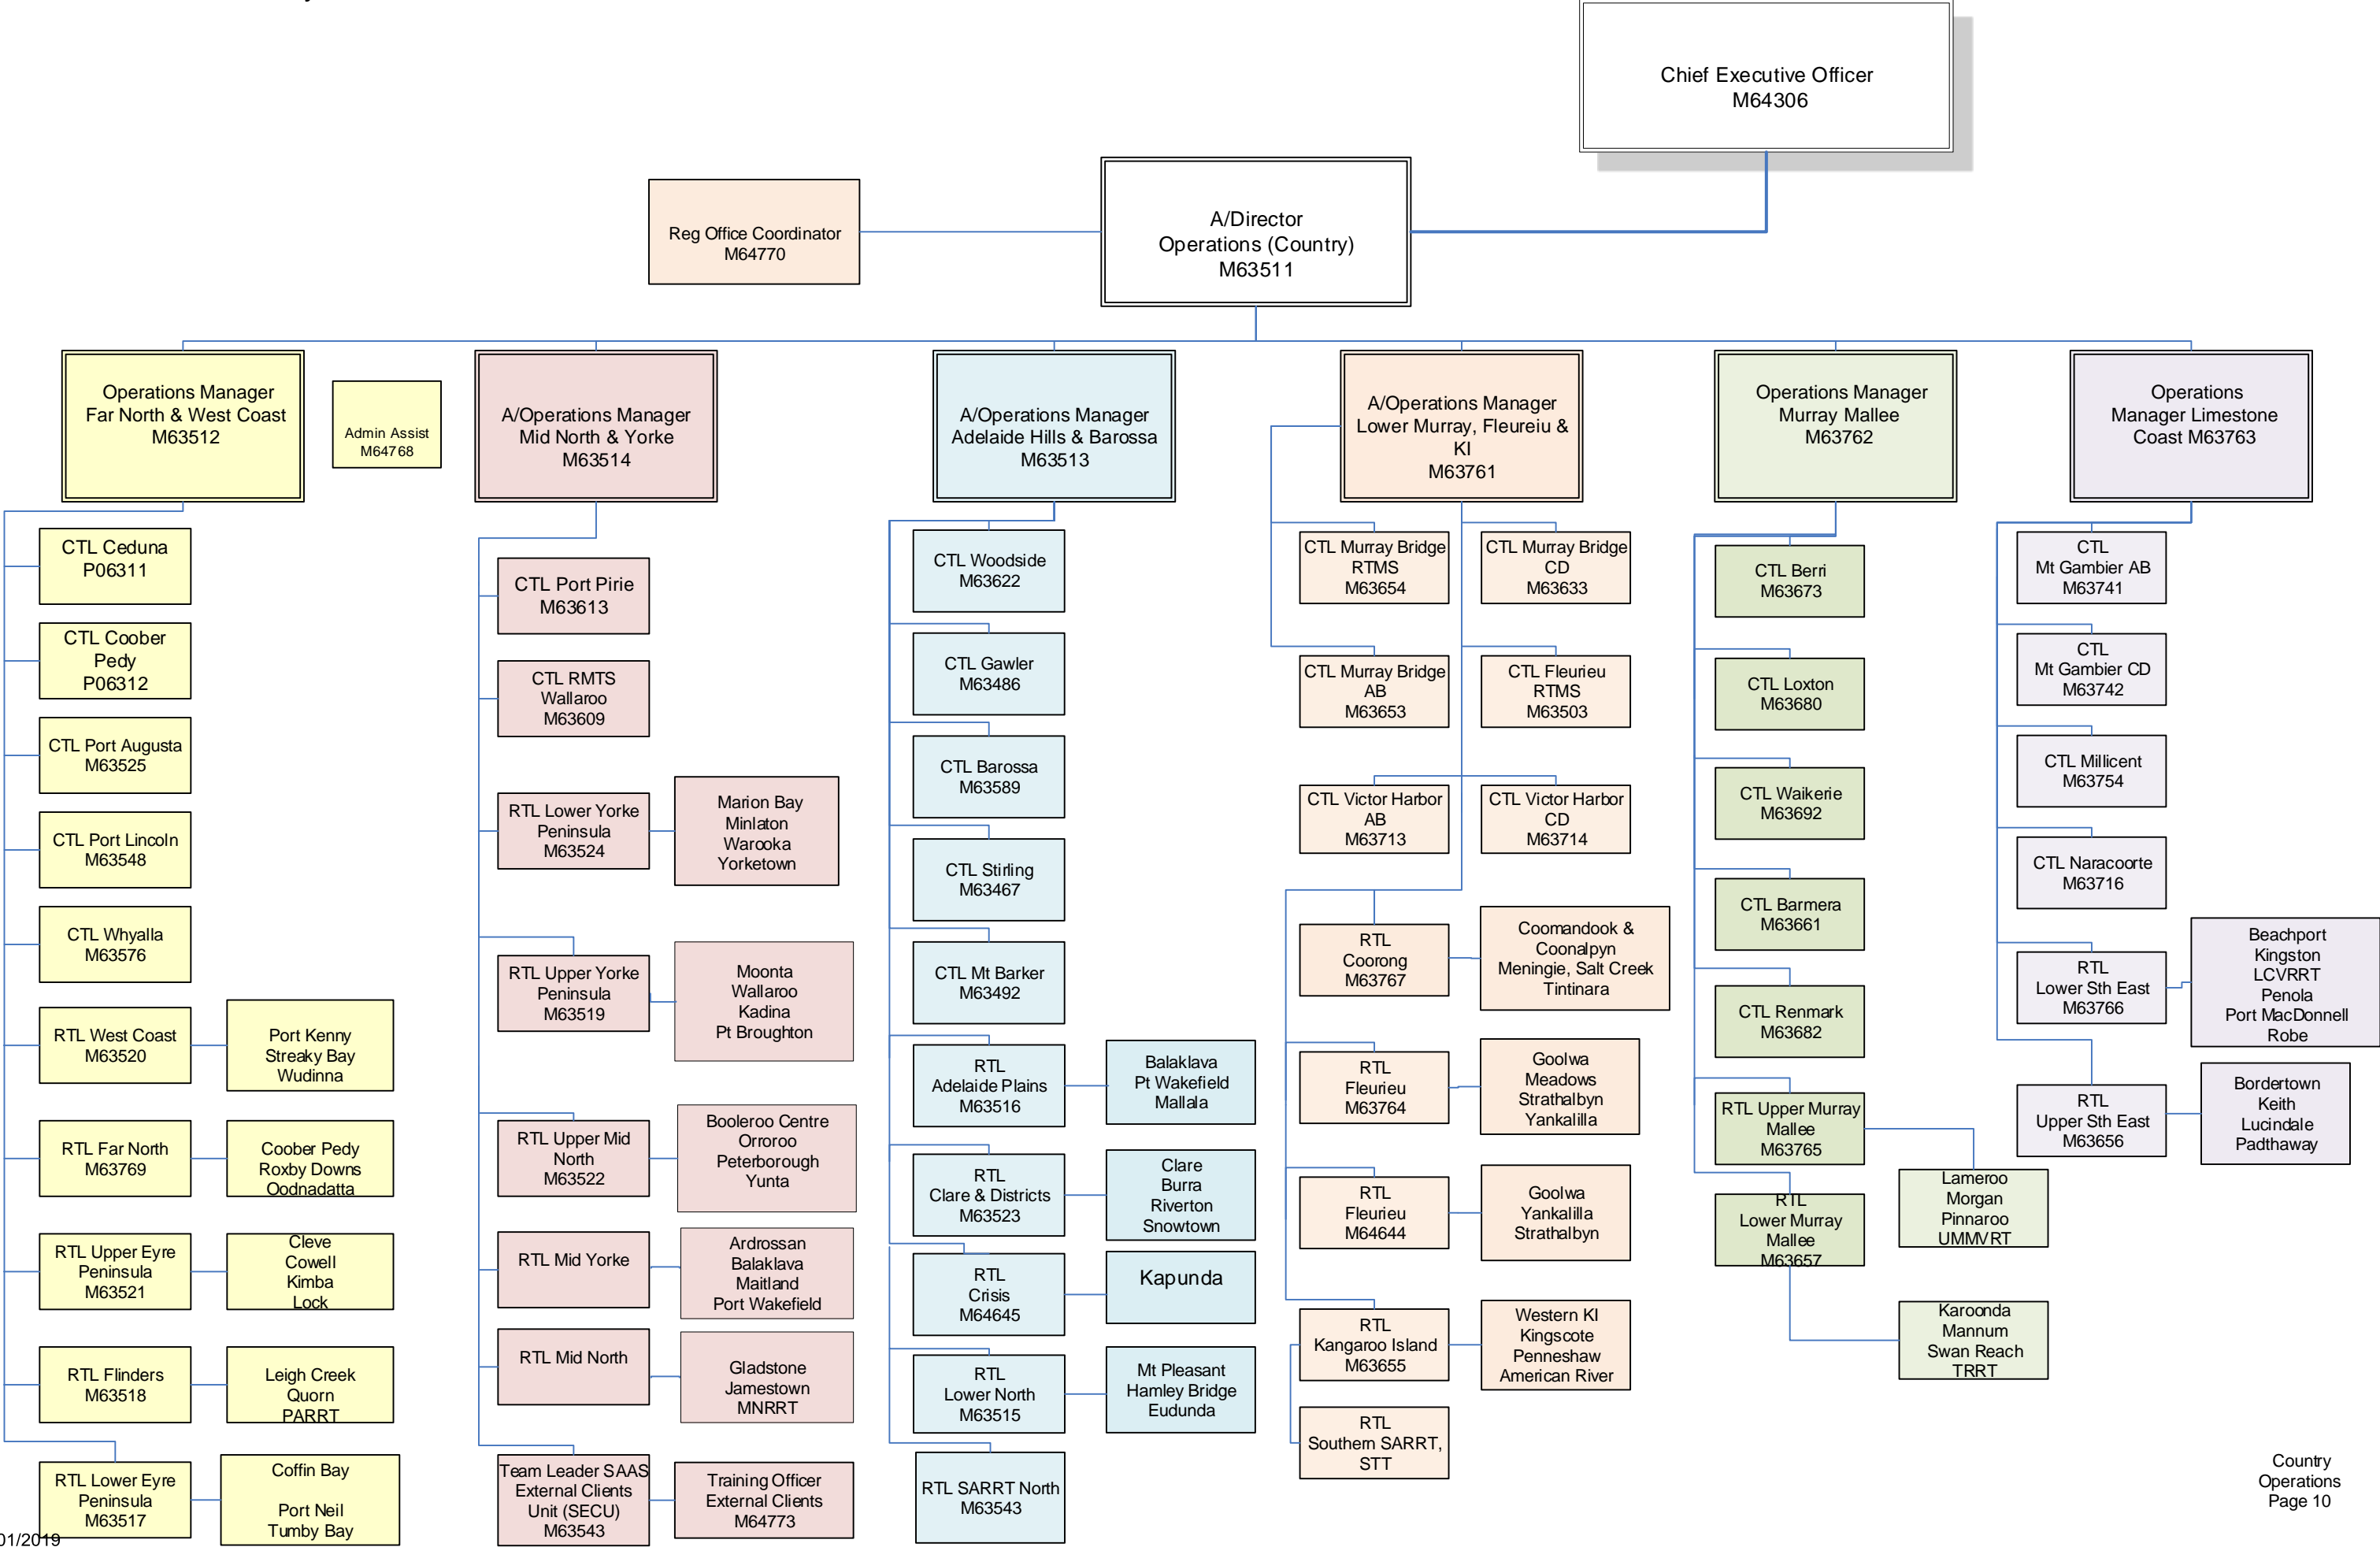 Chief Executive Officer
M64306
A/Director
Operations (Country)
M63511
Reg Office Coordinator
M64770
Operations Manager
Far North & West Coast
M63512
Admin Assist
M64768
A/Operations Manager
Mid North & Yorke
M63514
A/Operations Manager
Adelaide Hills & Barossa
M63513
A/Operations Manager
Lower Murray, Fleureiu &
KI
M63761
Operations Manager
Murray Mallee
M63762
Operations
Manager Limestone
Coast M63763
CTL Ceduna
P06311
CTL Coober
Pedy
P06312
CTL Port Augusta
M63525
CTL Port Lincoln
M63548
CTL Whyalla
M63576
RTL West Coast
M63520
Port Kenny
Streaky Bay
Wudinna
RTL Far North
M63769
Coober Pedy
Roxby Downs
Oodnadatta
RTL Upper Eyre
Peninsula
M63521
Cleve
Cowell
Kimba
Lock
RTL Flinders
M63518
Leigh Creek
Quorn
PARRT
RTL Lower Eyre
Peninsula
M63517
Coffin Bay
Port Neil
Tumby Bay
CTL Port Pirie
M63613
CTL RMTS
Wallaroo
M63609
RTL Lower Yorke
Peninsula
M63524
Marion Bay
Minlaton
Warooka
Yorketown
RTL Upper Yorke
Peninsula
M63519
Moonta
Wallaroo
Kadina
Pt Broughton
RTL Upper Mid
North
M63522
Booleroo Centre
Orroroo
Peterborough
Yunta
RTL Mid Yorke
Ardrossan
Balaklava
Maitland
Port Wakefield
RTL Mid North
Gladstone
Jamestown
MNRRT
Team Leader SAAS
External Clients
Unit (SECU)
M63543
Training Officer
External Clients
M64773
CTL Woodside
M63622
CTL Gawler
M63486
CTL Barossa
M63589
CTL Stirling
M63467
CTL Mt Barker
M63492
RTL
Adelaide Plains
M63516
Balaklava
Pt Wakefield
Mallala
RTL
Clare & Districts
M63523
Clare
Burra
Riverton
Snowtown
RTL
Crisis
M64645
Kapunda
RTL
Lower North
M63515
Mt Pleasant
Hamley Bridge
Eudunda
RTL SARRT North
M63543
CTL Murray Bridge
RTMS
M63654
CTL Murray Bridge
CD
M63633
CTL Murray Bridge
AB
M63653
CTL Fleurieu
RTMS
M63503
CTL Victor Harbor
AB
M63713
CTL Victor Harbor
CD
M63714
RTL
Coorong
M63767
Coomandook &
Coonalpyn
Meningie, Salt Creek
Tintinara
RTL
Fleurieu
M63764
Goolwa
Meadows
Strathalbyn
Yankalilla
RTL
Fleurieu
M64644
Goolwa
Yankalilla
Strathalbyn
RTL
Kangaroo Island
M63655
Western KI
Kingscote
Penneshaw
American River
RTL
Southern SARRT,
STT
CTL Berri
M63673
CTL Loxton
M63680
CTL Waikerie
M63692
CTL Barmera
M63661
CTL Renmark
M63682
RTL Upper Murray
Mallee
M63765
Lameroo
Morgan
Pinnaroo
UMMVRT
RTL
Lower Murray
Mallee
M63657
Karoonda
Mannum
Swan Reach
TRRT
CTL
Mt Gambier AB
M63741
CTL
Mt Gambier CD
M63742
CTL Millicent
M63754
CTL Naracoorte
M63716
RTL
Lower Sth East
M63766
Beachport
Kingston
LCVRRT
Penola
Port MacDonnell
Robe
RTL
Upper Sth East
M63656
Bordertown
Keith
Lucindale
Padthaway
Country
Operations
Page 10
01/2019